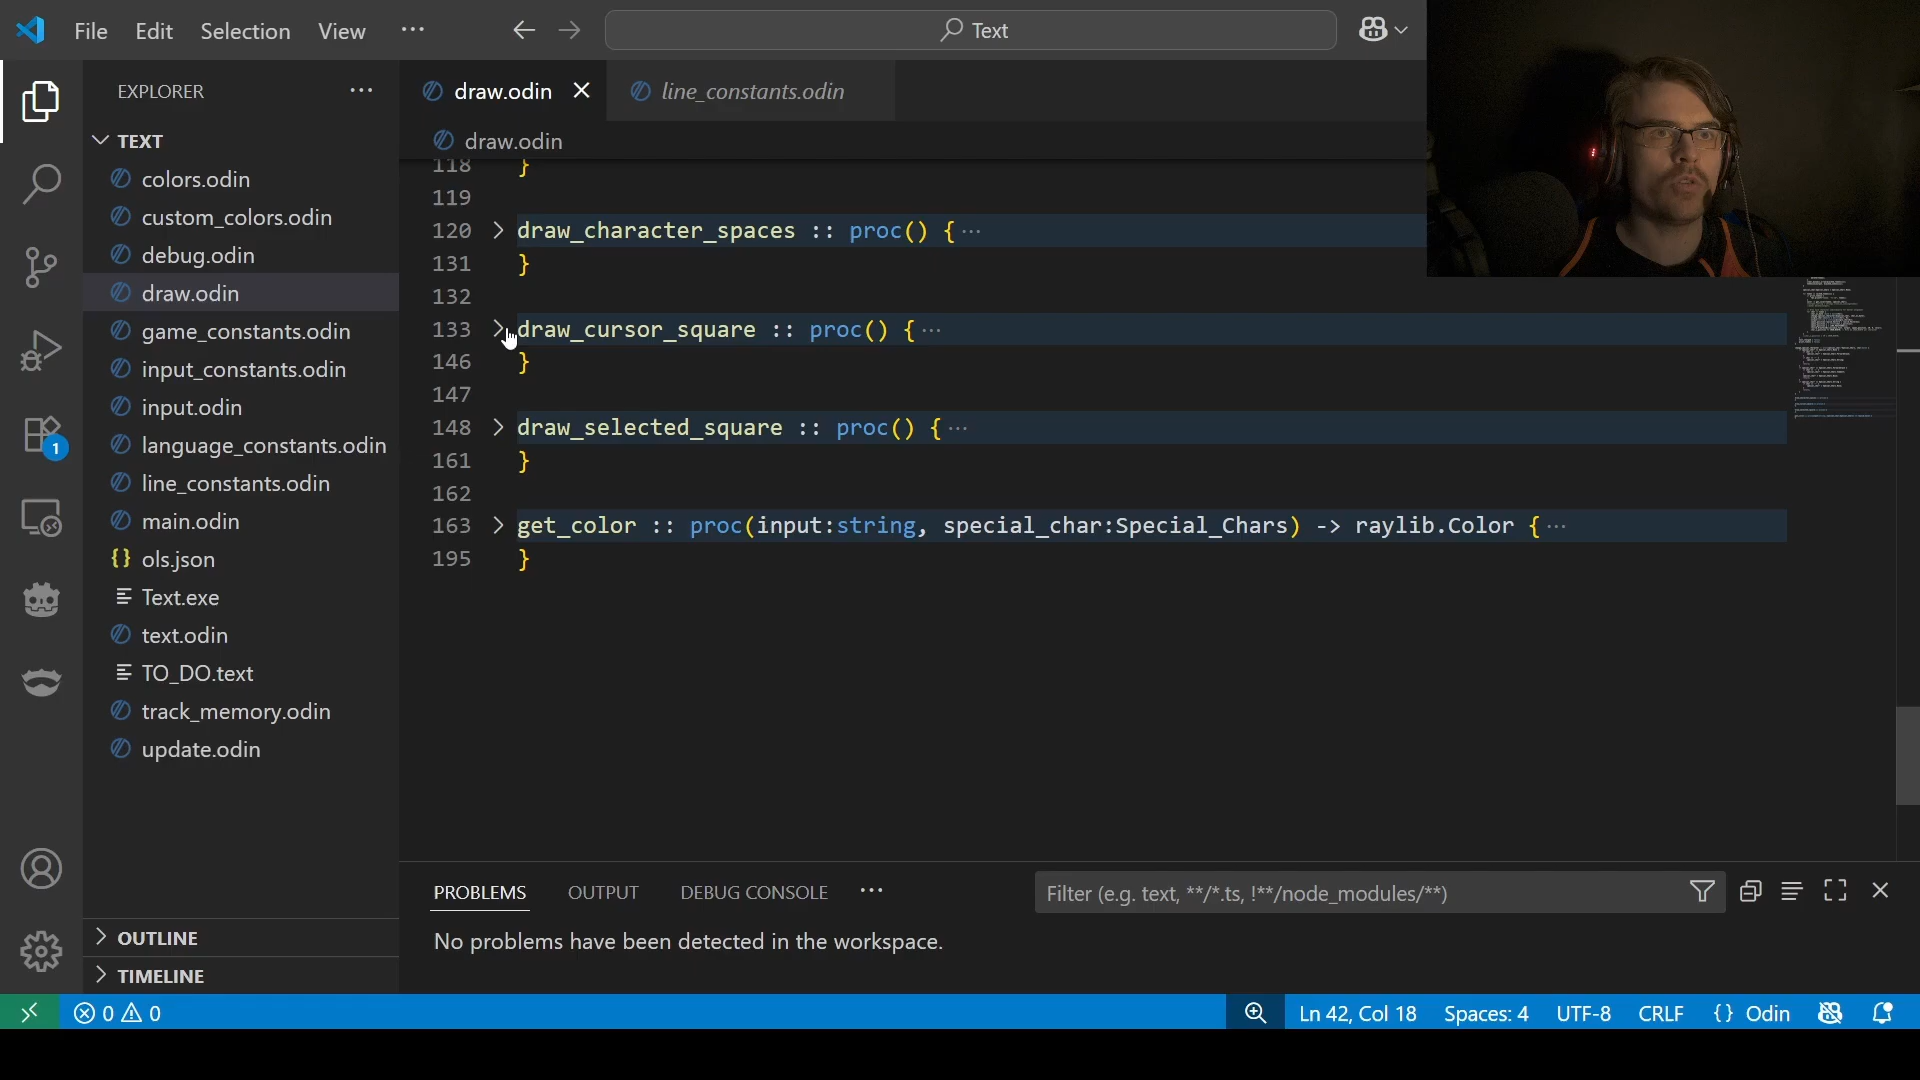 File Edit Selection View ···
Text
EXPLORER ···
TEXT
colors.odin
custom_colors.odin
debug.odin
draw.odin
game_constants.odin
input_constants.odin
input.odin
language_constants.odin
line_constants.odin
main.odin
{} ols.json
Text.exe
text.odin
TO_DO.text
track_memory.odin
update.odin
OUTLINE
TIMELINE
1
draw.odin line_constants.odin
draw.odin
118 }
119
120 draw_character_spaces :: proc() {···
131 }
132
133 draw_cursor_square :: proc() {···
146 }
147
148 draw_selected_square :: proc() {···
161 }
162
163 get_color :: proc(input:string, special_char:Special_Chars) -> raylib.Color {···
195 }
PROBLEMS OUTPUT DEBUG CONSOLE ···
Filter (e.g. text, **/*.ts, !**/node_modules/**)
No problems have been detected in the workspace.
0 0 Ln 42, Col 18 Spaces: 4 UTF-8 CRLF {} Odin